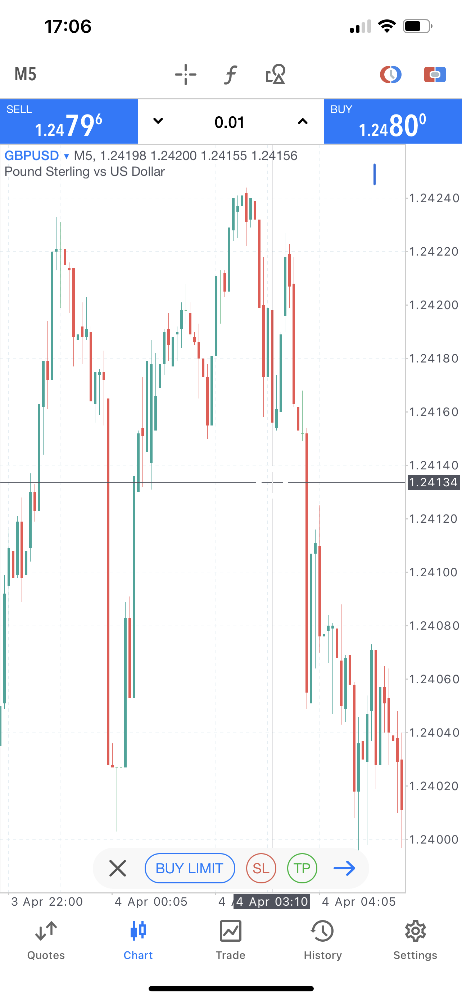 17:06
M5
SELL
1.24796
0.01
BUY
1.24800
GBPUSD ▾ M5, 1.24198 1.24200 1.24155 1.24156
Pound Sterling vs US Dollar
1.24240
1.24220
1.24200
1.24180
1.24160
1.24140
1.24134
1.24120
1.24100
1.24080
1.24060
1.24040
1.24020
1.24000
BUY LIMIT SL TP
3 Apr 22:00 4 Apr 00:05 4 4 Apr 03:10 4 Apr 04:05
Quotes Chart Trade History Settings